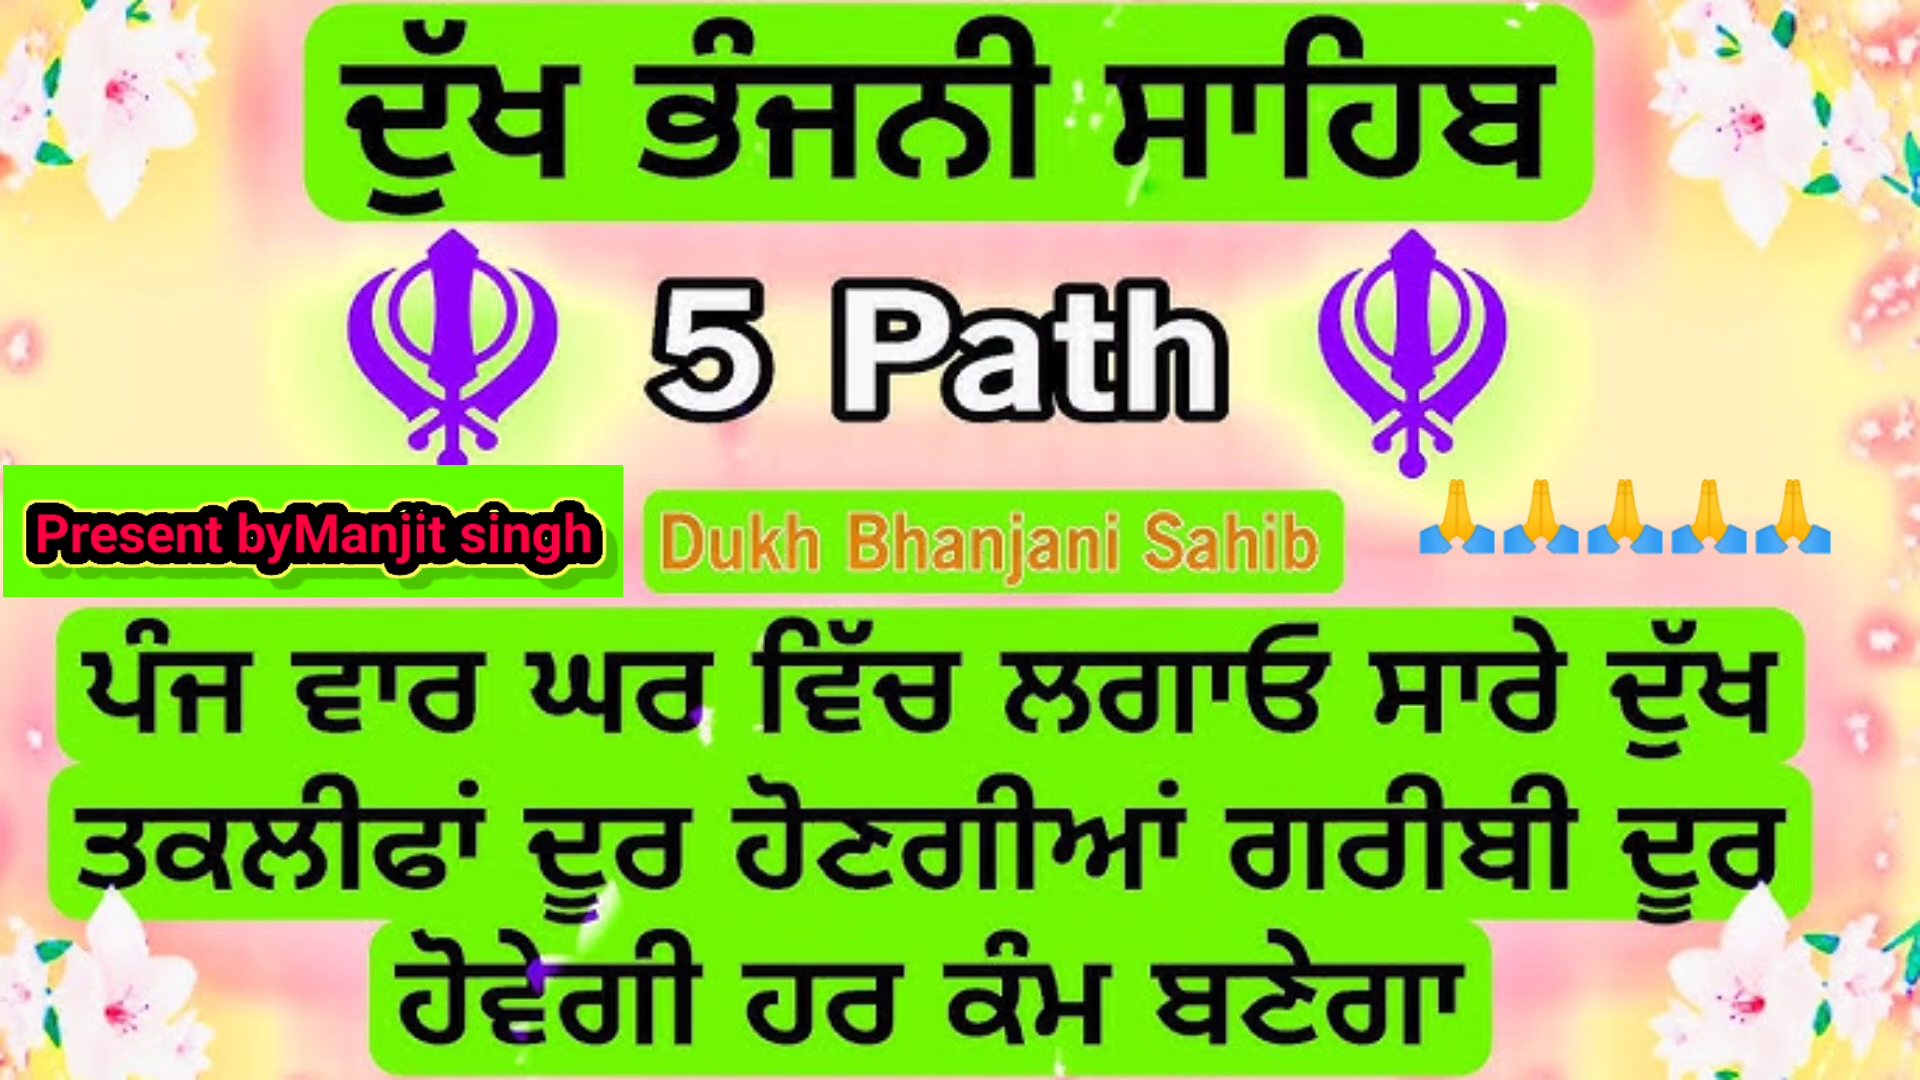 ਦੁੱਖ ਭੰਜਨੀ ਸਾਹਿਬ
5 Path
Present byManjit singh
Dukh Bhanjani Sahib
ਪੰਜ ਵਾਰ ਘਰ ਵਿੱਚ ਲਗਾਓ ਸਾਰੇ ਦੁੱਖ
ਤਕਲੀਫਾਂ ਦੂਰ ਹੋਣਗੀਆਂ ਗਰੀਬੀ ਦੂਰ
ਹੋਵੇਗੀ ਹਰ ਕੰਮ ਬਣੇਗਾ